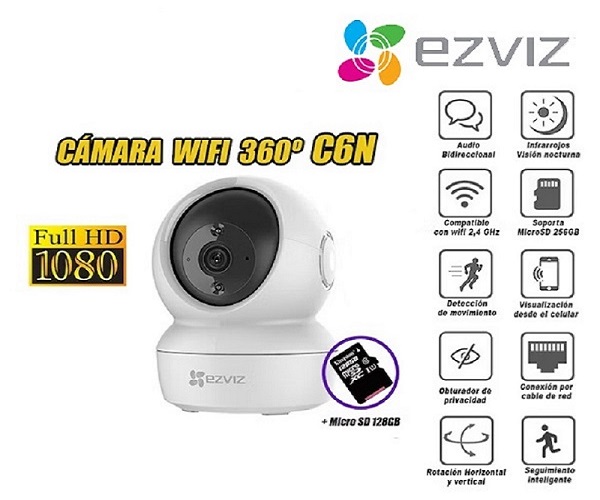 ezviz
CÁMARA WIFI 360º C6N
Full HD
1080
ezviz
Kingston
128GB
+ Micro SD 128GB
Audio
Bidireccional
Infrarrojos
Visión nocturna
Compatible
con wifi 2,4 GHz
Soporta
MicroSD 256GB
Detección
de movimiento
Visualización
desde el celular
Obturador de
privacidad
Conexión por
cable de red
Rotación Horizontal
y vertical
Seguimiento
inteligente